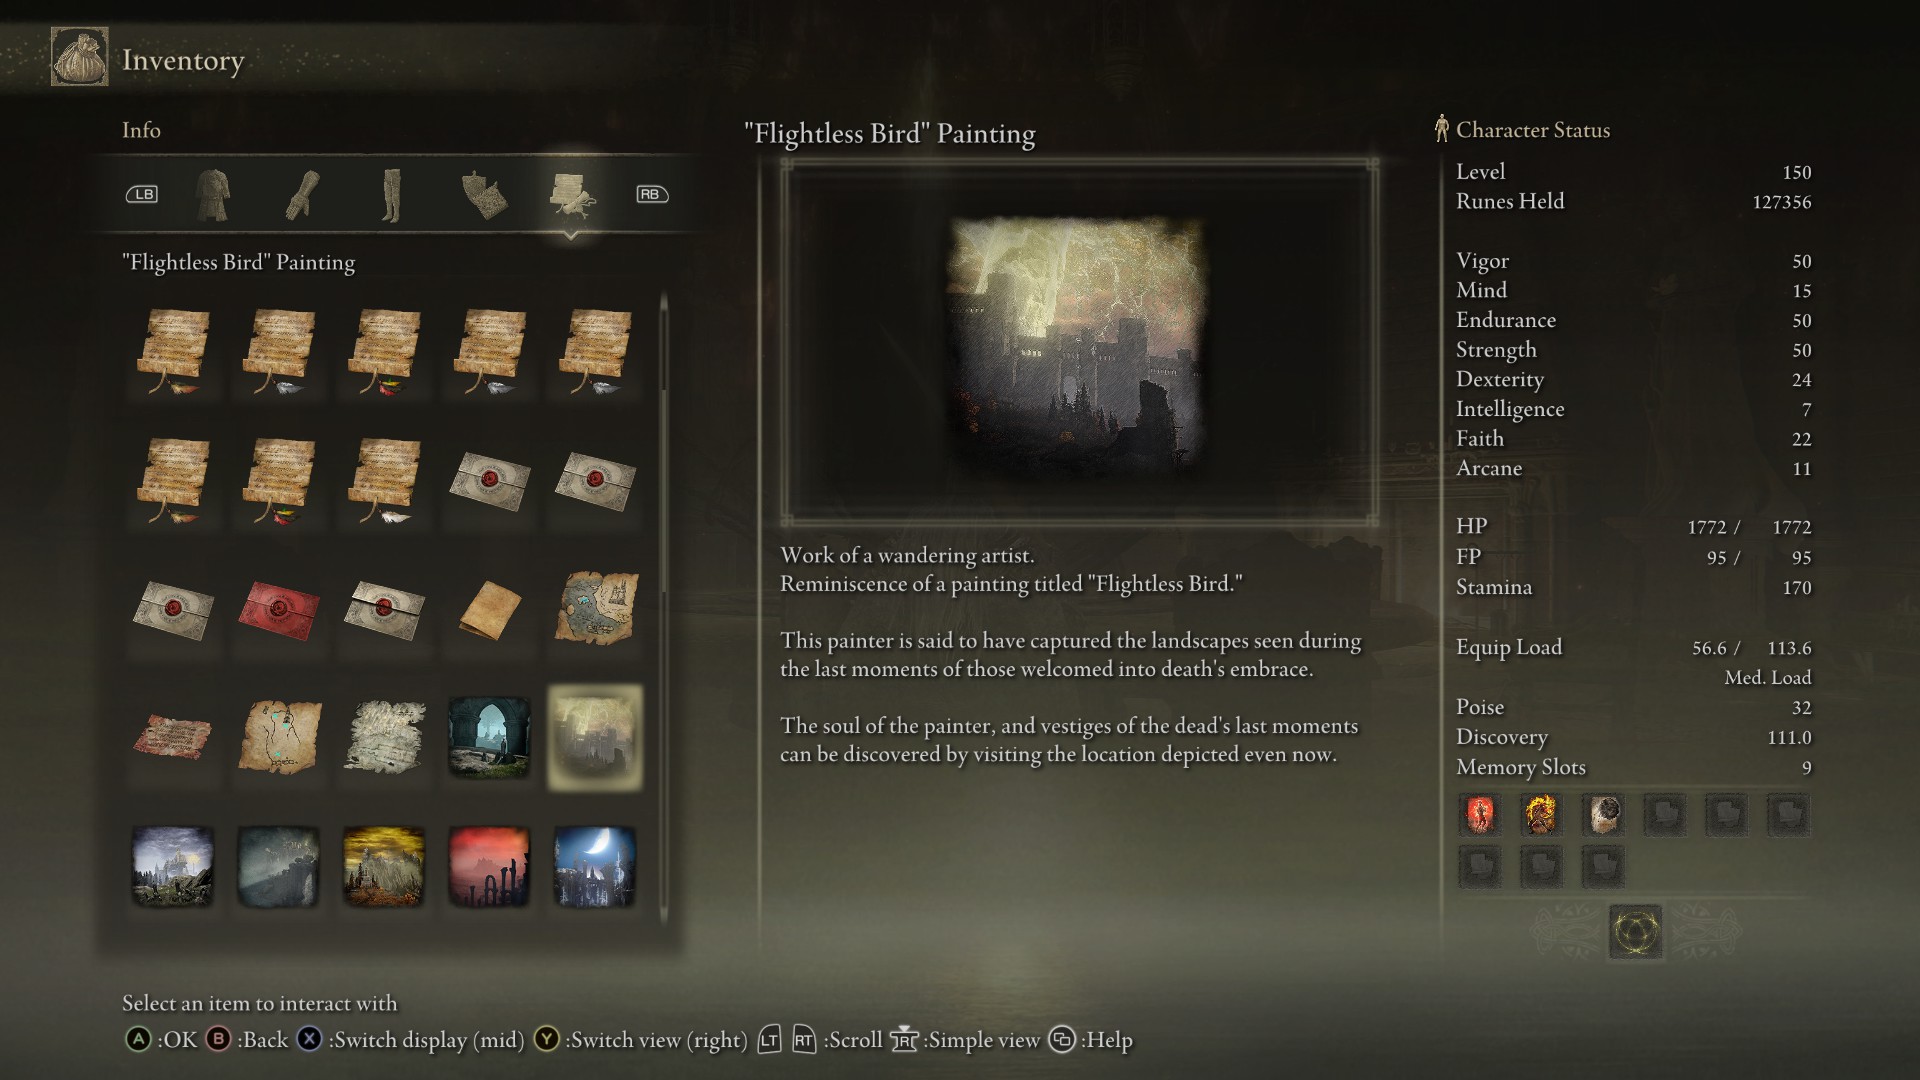 Inventory
Info
LB
RB
"Flightless Bird" Painting
"Flightless Bird" Painting
Work of a wandering artist.
Reminiscence of a painting titled "Flightless Bird."
This painter is said to have captured the landscapes seen during
the last moments of those welcomed into death's embrace.
The soul of the painter, and vestiges of the dead's last moments
can be discovered by visiting the location depicted even now.
Character Status
Level 150
Runes Held 127356
Vigor 50
Mind 15
Endurance 50
Strength 50
Dexterity 24
Intelligence 7
Faith 22
Arcane 11
HP 1772 / 1772
FP 95 / 95
Stamina 170
Equip Load 56.6 / 113.6
Med. Load
Poise 32
Discovery 111.0
Memory Slots 9
Select an item to interact with
A :OK B :Back X :Switch display (mid) Y :Switch view (right) LT RT :Scroll R :Simple view :Help